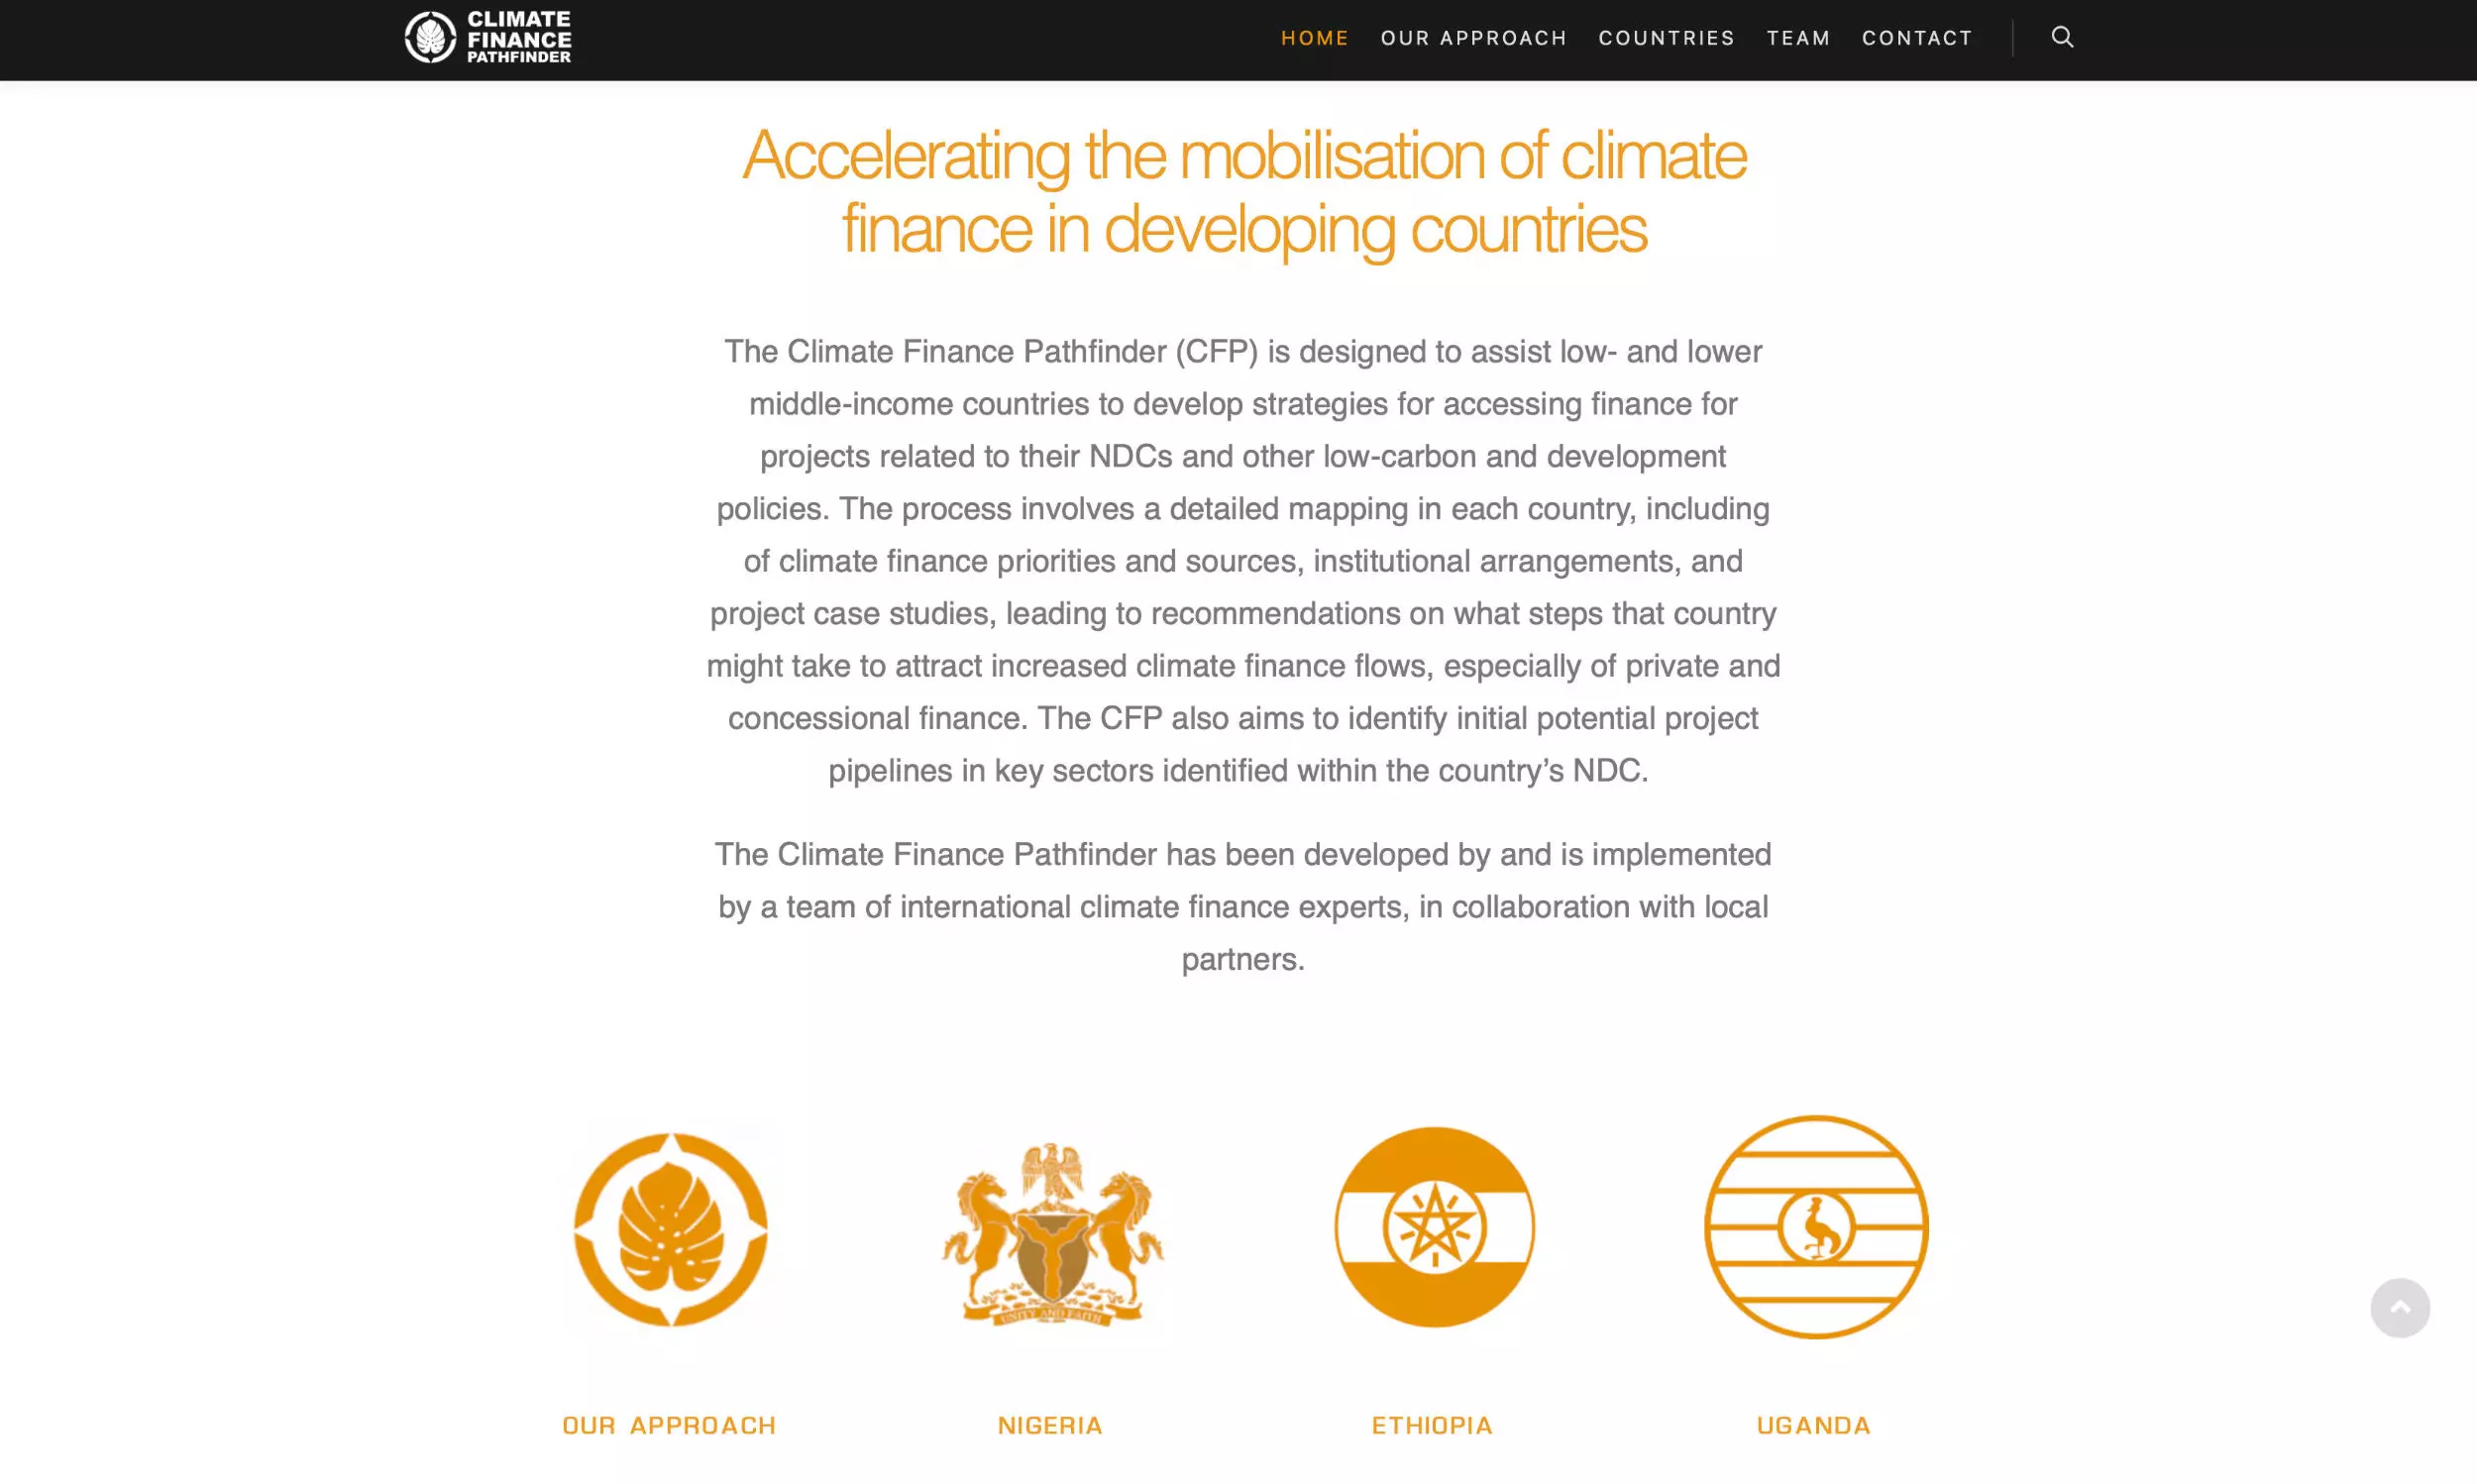 CLIMATE
FINANCE
PATHFINDER
HOME OUR APPROACH COUNTRIES TEAM CONTACT
Accelerating the mobilisation of climate
finance in developing countries
The Climate Finance Pathfinder (CFP) is designed to assist low- and lower
middle-income countries to develop strategies for accessing finance for
projects related to their NDCs and other low-carbon and development
policies. The process involves a detailed mapping in each country, including
of climate finance priorities and sources, institutional arrangements, and
project case studies, leading to recommendations on what steps that country
might take to attract increased climate finance flows, especially of private and
concessional finance. The CFP also aims to identify initial potential project
pipelines in key sectors identified within the country’s NDC.
The Climate Finance Pathfinder has been developed by and is implemented
by a team of international climate finance experts, in collaboration with local
partners.
UNITY AND FAITH
OUR APPROACH NIGERIA ETHIOPIA UGANDA